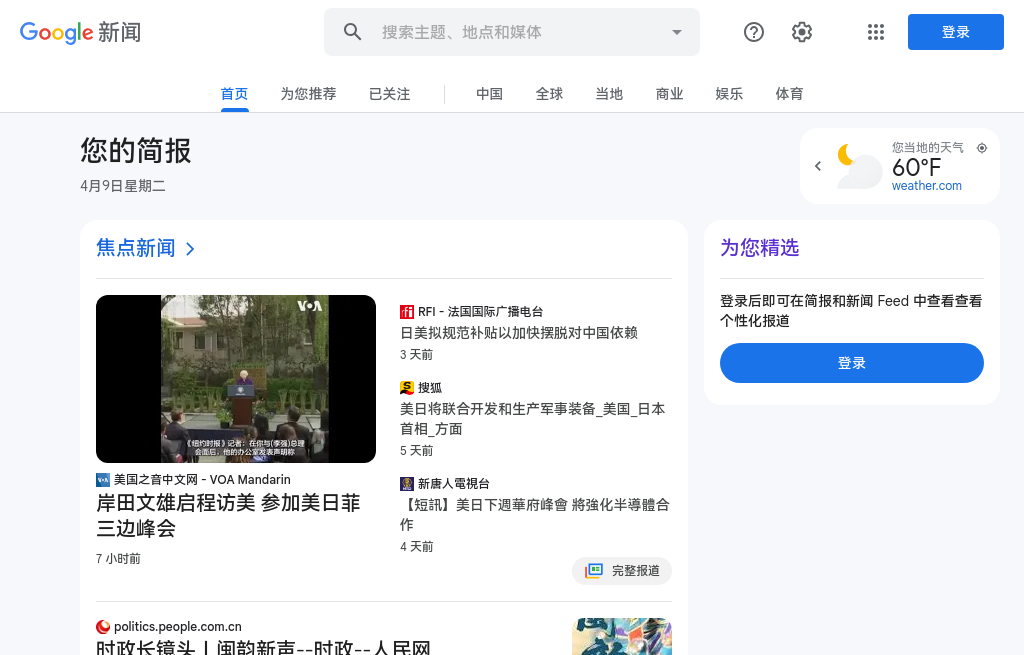 Google 新闻
搜索主题、地点和媒体
登录
首页
为您推荐
已关注
中国
全球
当地
商业
娱乐
体育
您的简报
4月9日星期二
您当地的天气
60°F
weather.com
焦点新闻
VOA
《纽约时报》记者：在你与(李强)总理
会面后，他的办公室发表声明称
美国之音中文网 - VOA Mandarin
岸田文雄启程访美 参加美日菲
三边峰会
7 小时前
RFI - 法国国际广播电台
日美拟规范补贴以加快摆脱对中国依赖
3 天前
搜狐
美日将联合开发和生产军事装备_美国_日本
首相_方面
5 天前
新唐人電視台
【短訊】美日下週華府峰會 將強化半導體合
作
4 天前
完整报道
为您精选
登录后即可在简报和新闻 Feed 中查看查看
个性化报道
登录
politics.people.com.cn
时政长镜头丨闽韵新声--时政--人民网